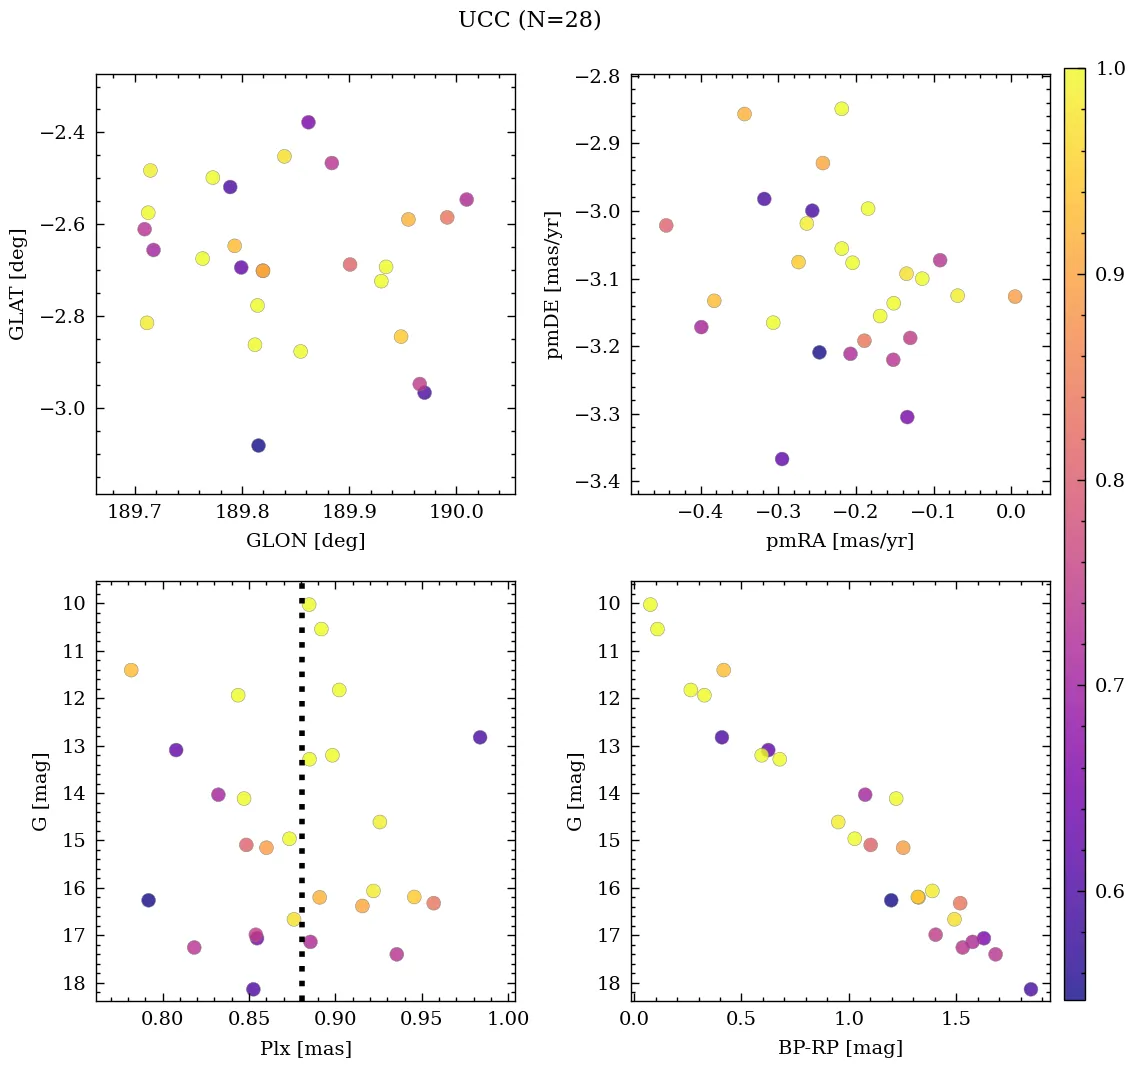 UCC (N=28)
−2.4
−2.6
−2.8
−3.0
GLAT [deg]
189.7 189.8 189.9 190.0
GLON [deg]
−2.8
−2.9
−3.0
−3.1
−3.2
−3.3
−3.4
pmDE [mas/yr]
−0.4 −0.3 −0.2 −0.1 0.0
pmRA [mas/yr]
10
11
12
13
14
15
16
17
18
G [mag]
0.80 0.85 0.90 0.95 1.00
Plx [mas]
10
11
12
13
14
15
16
17
18
G [mag]
0.0 0.5 1.0 1.5
BP-RP [mag]
1.0
0.9
0.8
0.7
0.6